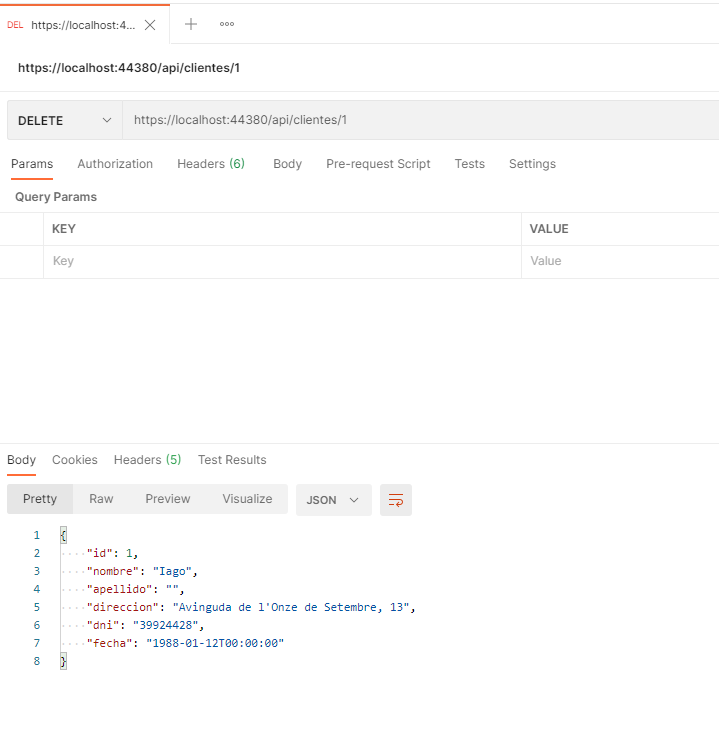 DEL https://localhost:4...
https://localhost:44380/api/clientes/1
DELETE https://localhost:44380/api/clientes/1
Params Authorization Headers (6) Body Pre-request Script Tests Settings
Query Params
KEY VALUE
Key Value
Body Cookies Headers (5) Test Results
Pretty Raw Preview Visualize JSON
1 {
2 "id": 1,
3 "nombre": "Iago",
4 "apellido": "",
5 "direccion": "Avinguda de l'Onze de Setembre, 13",
6 "dni": "39924428",
7 "fecha": "1988-01-12T00:00:00"
8 }